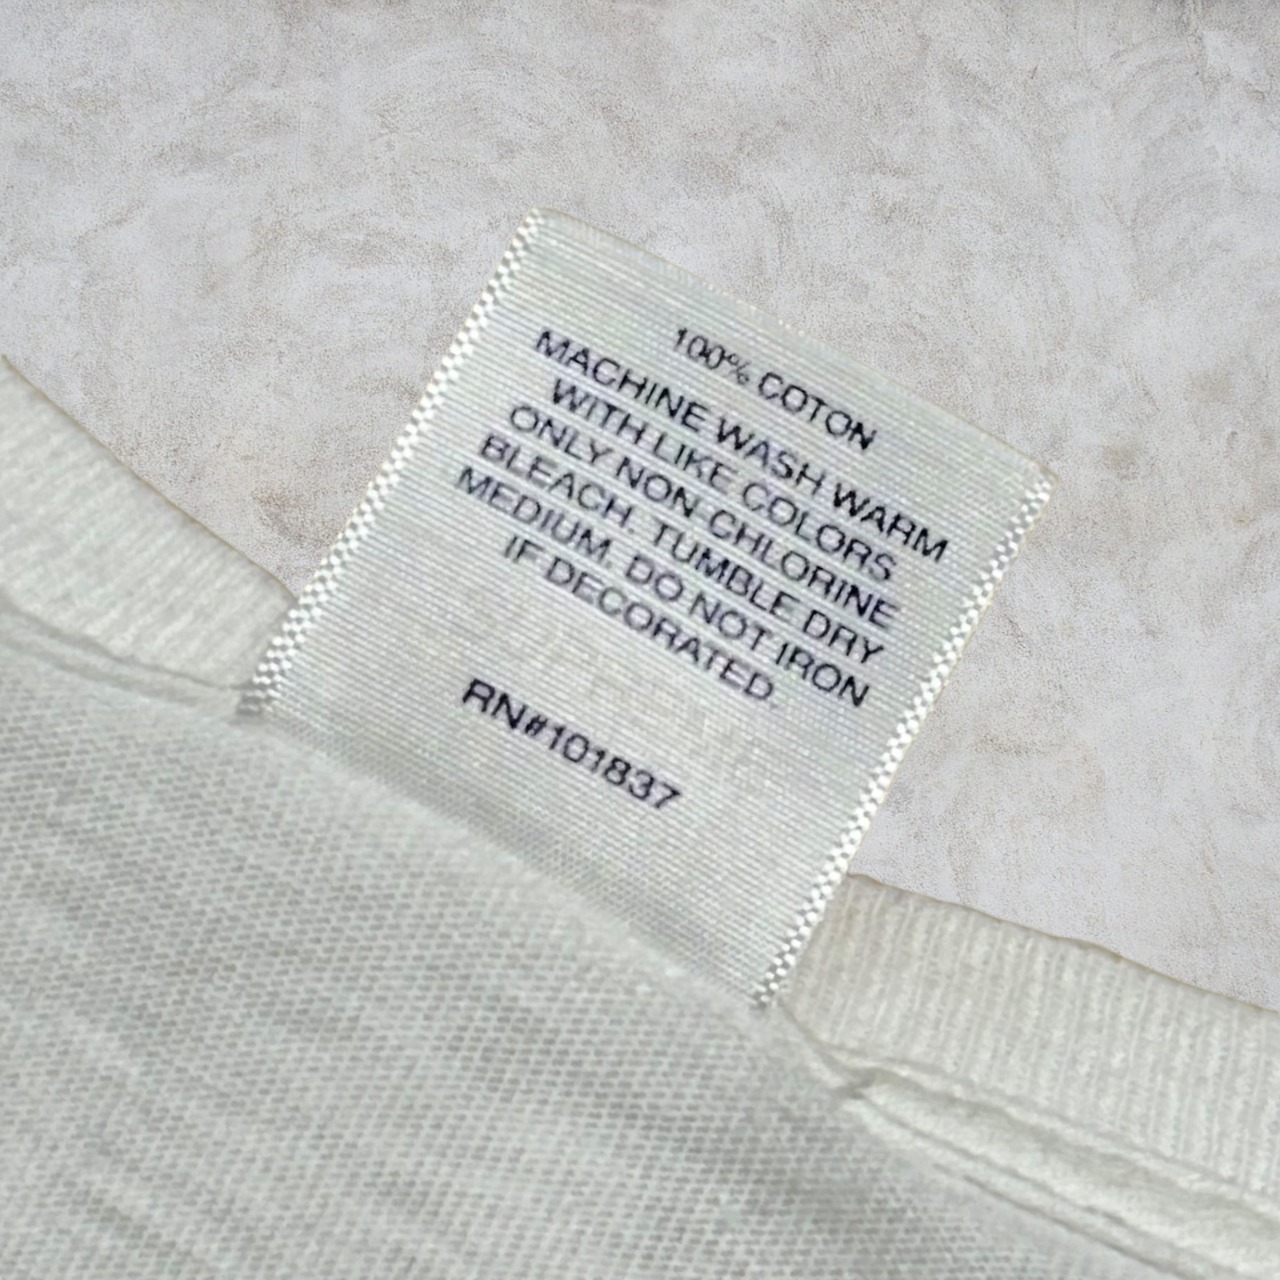 100% COTON
MACHINE WASH WARM
WITH LIKE COLORS
ONLY NON CHLORINE
BLEACH. TUMBLE DRY
MEDIUM. DO NOT IRON
IF DECORATED.
RN#101837